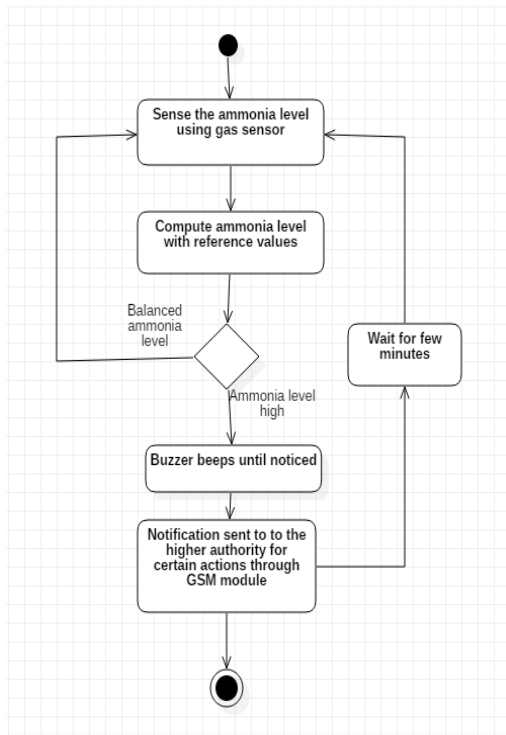 Sense the ammonia level
using gas sensor
Compute ammonia level
with reference values
Balanced
ammonia
level
Wait for few
minutes
Ammonia level
high
Buzzer beeps until noticed
Notification sent to to the
higher authority for
certain actions through
GSM module